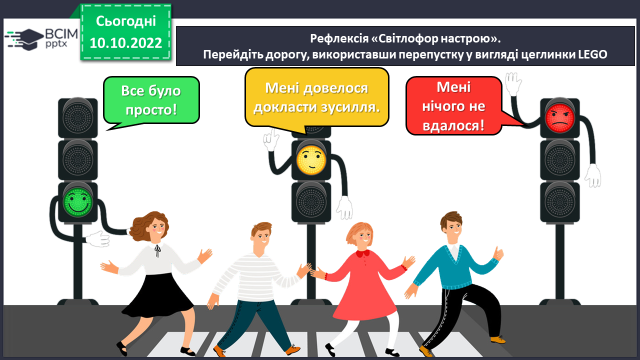 Сьогодні
10.10.2022
BCIM
pptx
Рефлексія «Світлофор настрою».
Перейдіть дорогу, використавши перепустку у вигляді цеглинки LEGO
Все було
просто!
Мені довелося
докласти зусилля.
Мені
нічого не
вдалося!